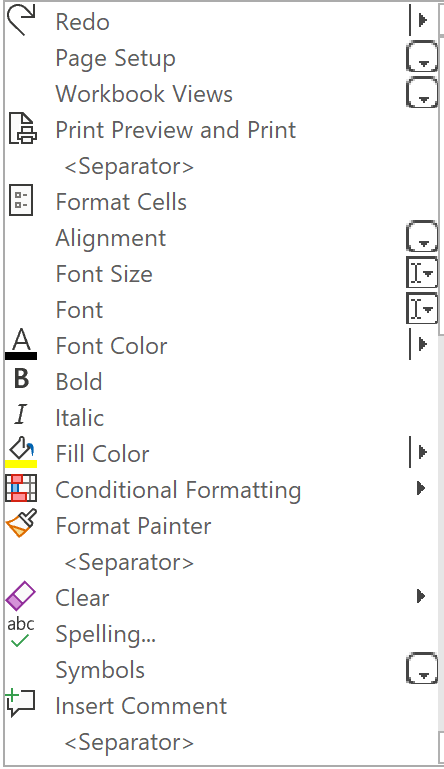 Redo
Page Setup
Workbook Views
Print Preview and Print
<Separator>
Format Cells
Alignment
Font Size
Font
A Font Color
B Bold
I Italic
Fill Color
Conditional Formatting
Format Painter
<Separator>
Clear
abc
Spelling...
Symbols
Insert Comment
<Separator>